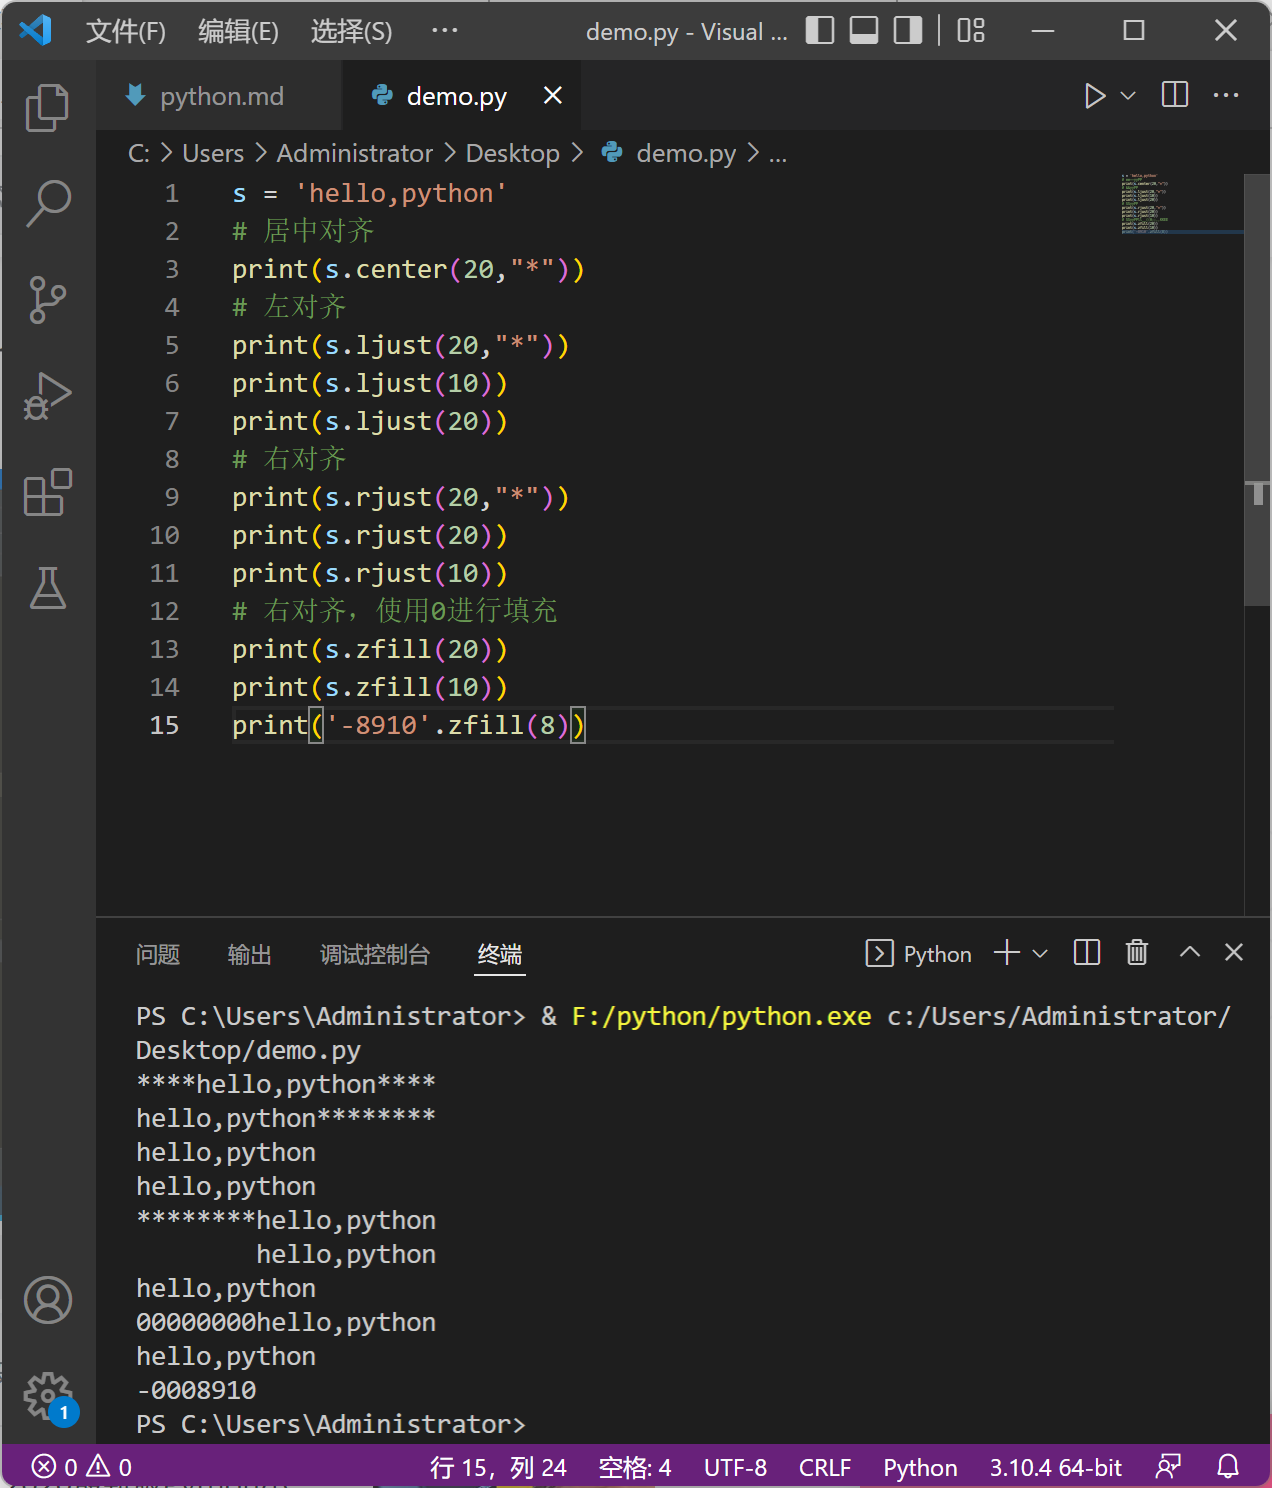 文件(F) 编辑(E) 选择(S) ··· demo.py - Visual ...
python.md demo.py
C: > Users > Administrator > Desktop > demo.py > ...
1 s = 'hello,python'
2 # 居中对齐
3 print(s.center(20,"*"))
4 # 左对齐
5 print(s.ljust(20,"*"))
6 print(s.ljust(10))
7 print(s.ljust(20))
8 # 右对齐
9 print(s.rjust(20,"*"))
10 print(s.rjust(20))
11 print(s.rjust(10))
12 # 右对齐，使用0进行填充
13 print(s.zfill(20))
14 print(s.zfill(10))
15 print('-8910'.zfill(8))
问题 输出 调试控制台 终端 Python
PS C:\Users\Administrator> & F:/python/python.exe c:/Users/Administrator/
Desktop/demo.py
****hello,python****
hello,python********
hello,python
hello,python
********hello,python
        hello,python
hello,python
00000000hello,python
hello,python
-0008910
PS C:\Users\Administrator>
1
0 0 行 15，列 24 空格: 4 UTF-8 CRLF Python 3.10.4 64-bit